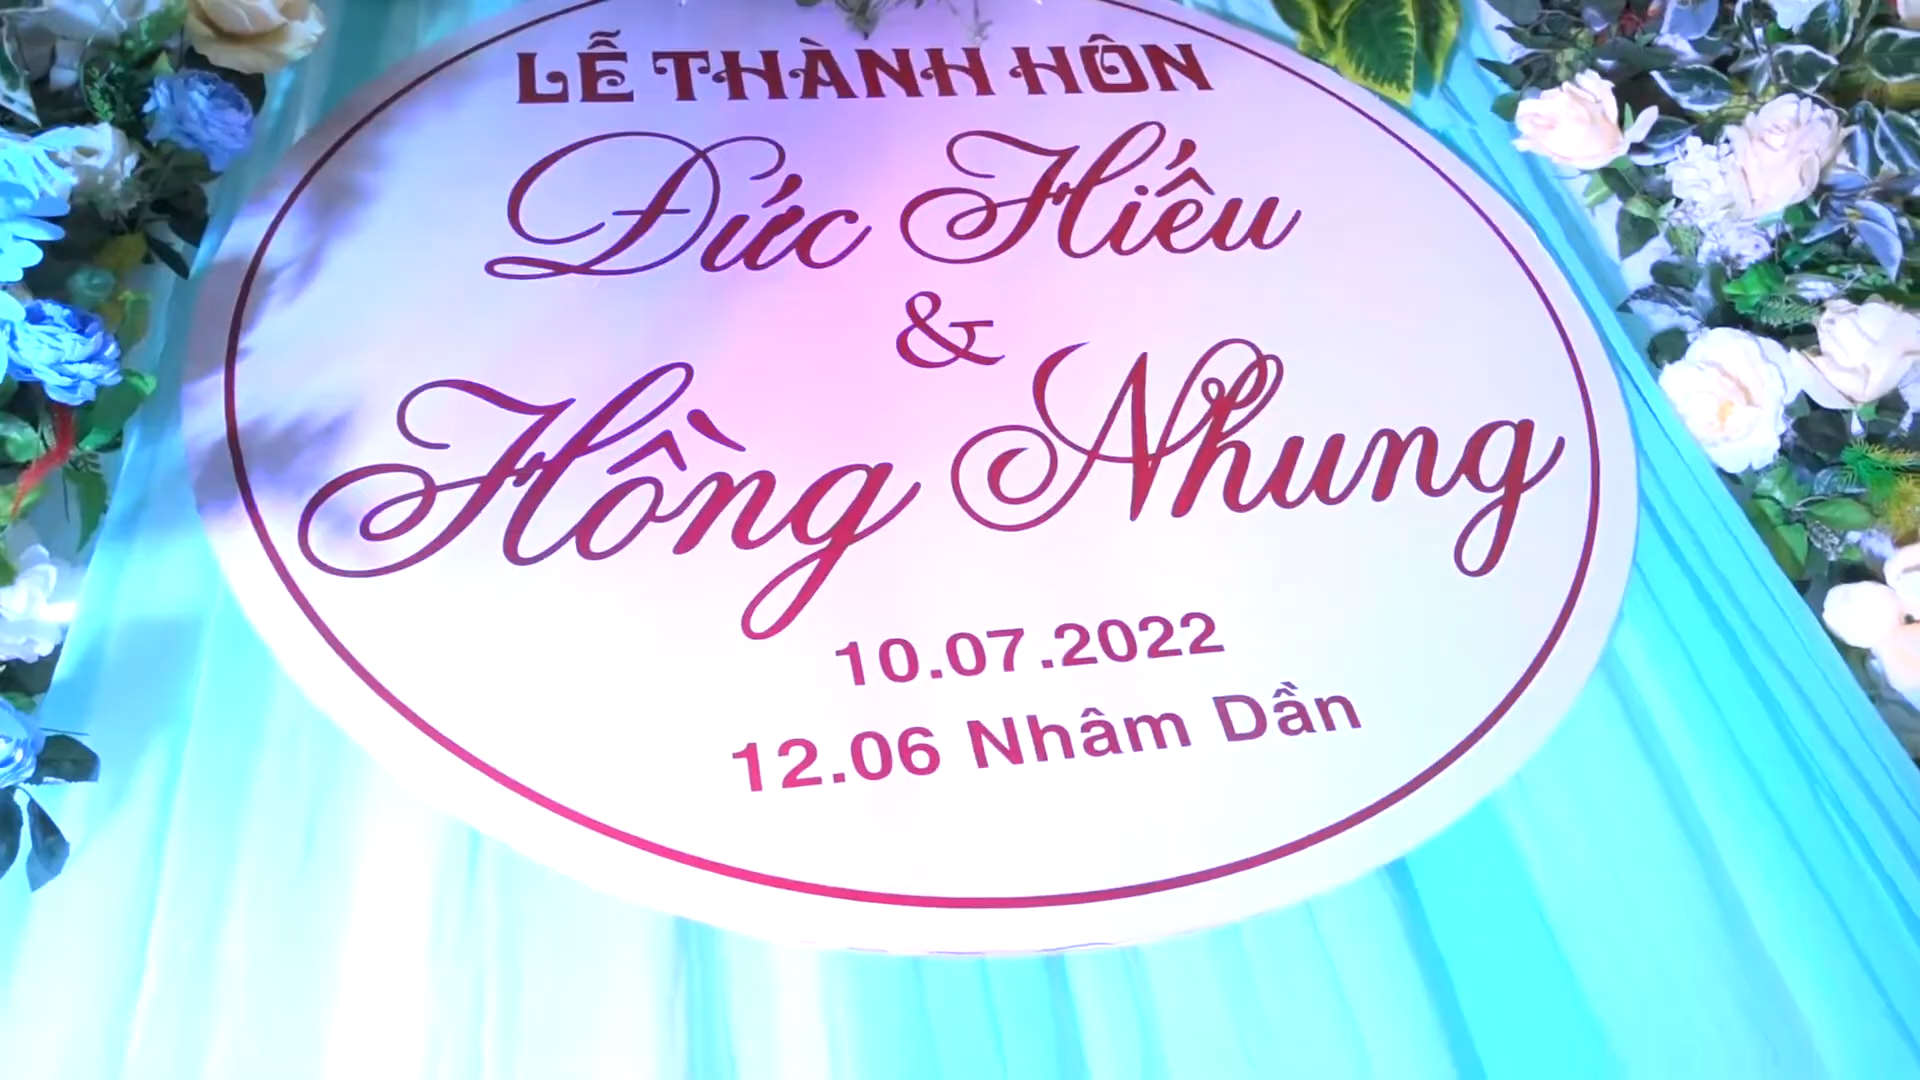 LỄ THÀNH HÔN
Đức Hiếu
&
Hồng Nhung
10.07.2022
12.06 Nhâm Dần